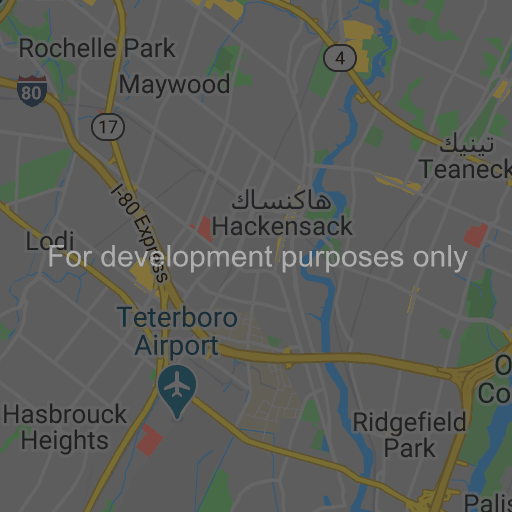 Rochelle Park
4
Maywood
80
17
تينيك
Teaneck
I-80 Express
هاكنساك
Hackensack
Lodi
For development purposes only
Teterboro
Airport
Hasbrouck
Heights
Ridgefield
Park
O
Co
Palis